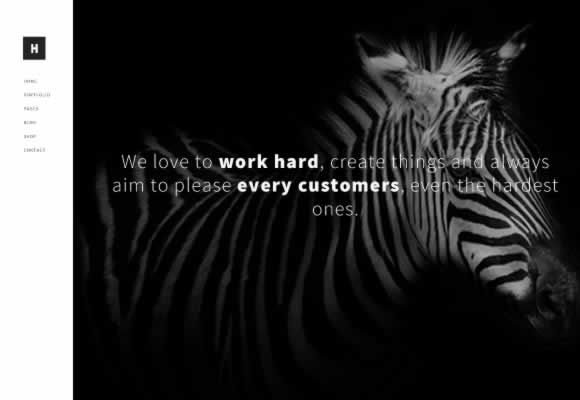 H
HOME
PORTFOLIO
PAGES
BLOG
SHOP
CONTACT
We love to work hard, create things and always
aim to please every customers, even the hardest
ones.